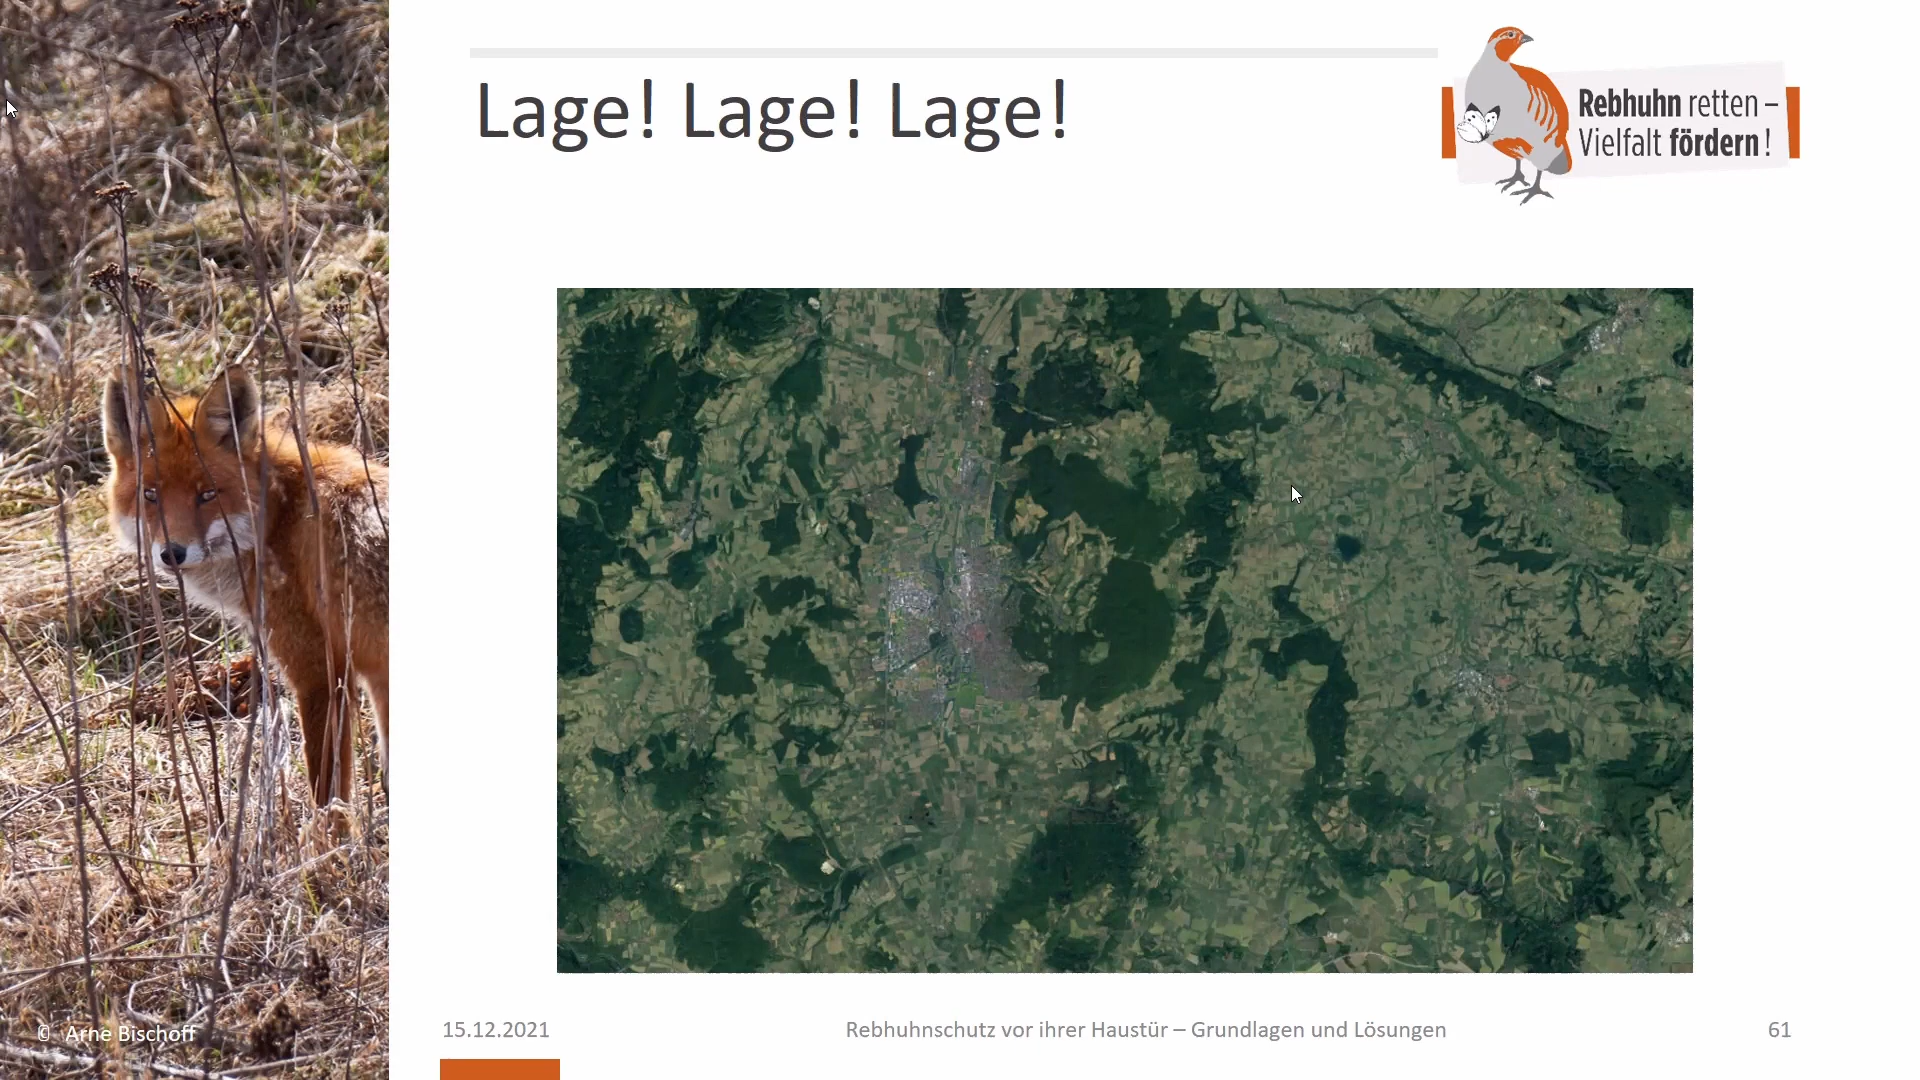 Lage! Lage! Lage!
Rebhuhn retten –
Vielfalt fördern!
© Arne Bischoff
15.12.2021
Rebhuhnschutz vor ihrer Haustür – Grundlagen und Lösungen
61